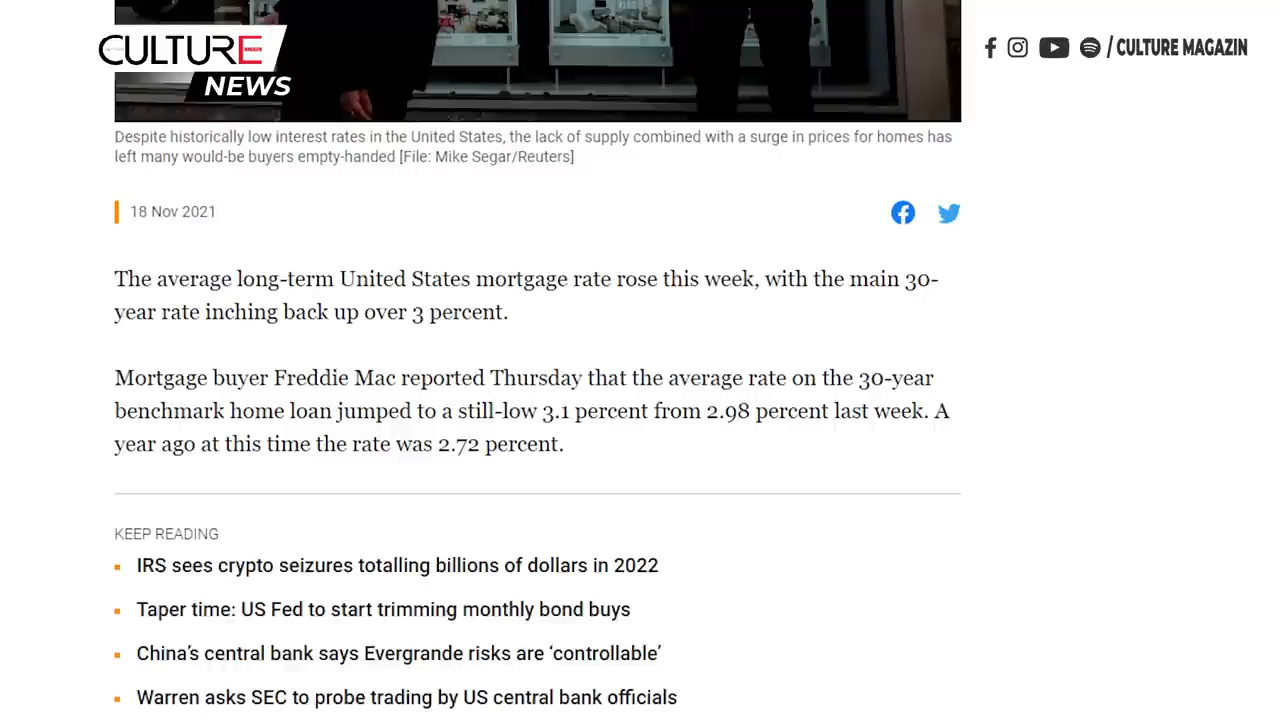 CULTURE
NEWS
/ CULTURE MAGAZIN
Despite historically low interest rates in the United States, the lack of supply combined with a surge in prices for homes has
left many would-be buyers empty-handed [File: Mike Segar/Reuters]
18 Nov 2021
The average long-term United States mortgage rate rose this week, with the main 30-
year rate inching back up over 3 percent.
Mortgage buyer Freddie Mac reported Thursday that the average rate on the 30-year
benchmark home loan jumped to a still-low 3.1 percent from 2.98 percent last week. A
year ago at this time the rate was 2.72 percent.
KEEP READING
IRS sees crypto seizures totalling billions of dollars in 2022
Taper time: US Fed to start trimming monthly bond buys
China’s central bank says Evergrande risks are ‘controllable’
Warren asks SEC to probe trading by US central bank officials